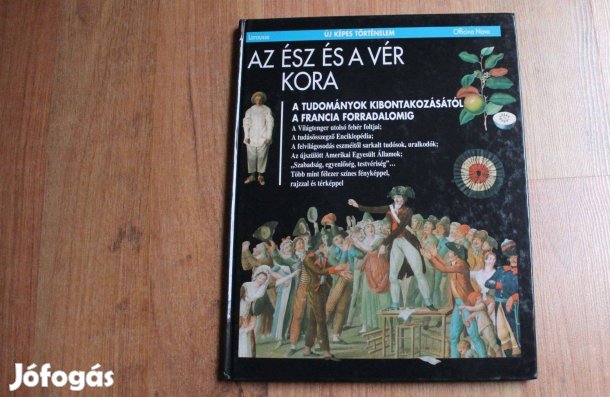 Larousse
ÚJ KÉPES TÖRTÉNELEM
Officina Nova
AZ ÉSZ ÉS A VÉR
KORA
A TUDOMÁNYOK KIBONTAKOZÁSÁTÓL
A FRANCIA FORRADALOMIG
A Világtenger utolsó fehér foltjai;
A tudásösszegző Enciklopédia;
A felvilágosodás eszméitől sarkalt tudósok, uralkodók;
Az újszülött Amerikai Egyesült Államok;
„Szabadság, egyenlőség, testvériség"...
Több mint félezer színes fényképpel,
rajzzal és térképpel
Jófogás